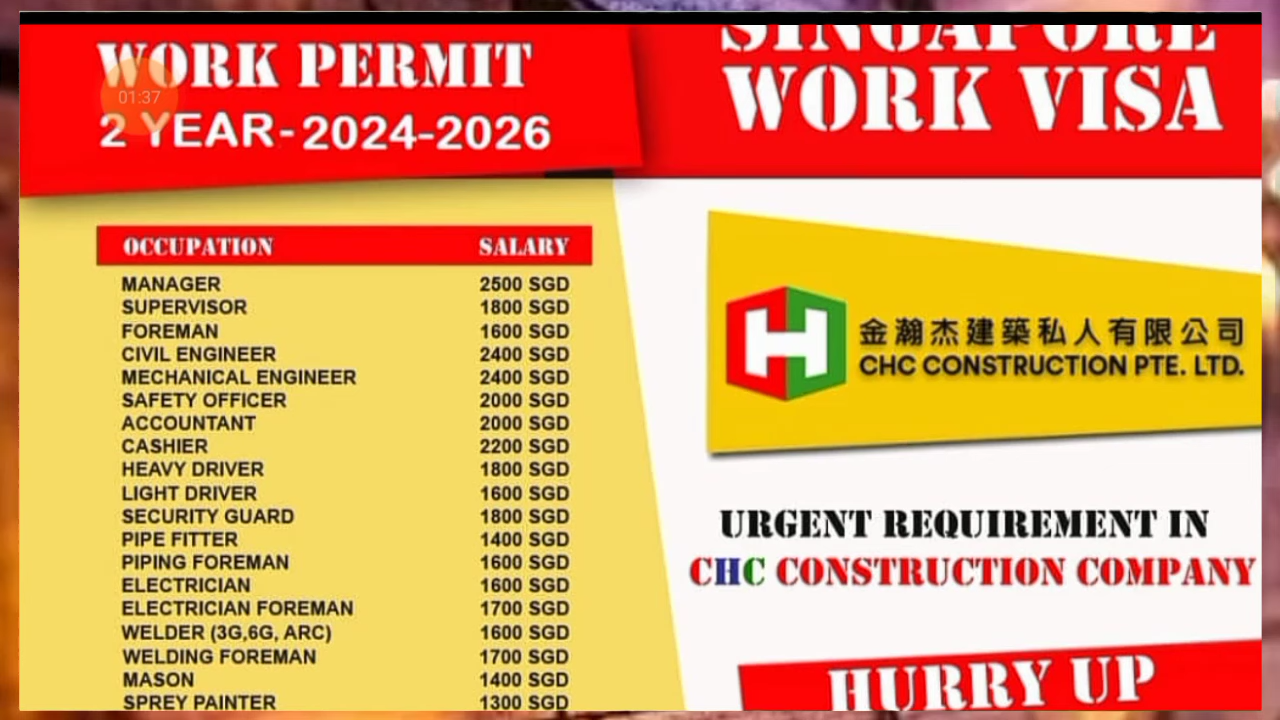 WORK PERMIT
01:37
2 YEAR-2024-2026
SINGAPORE
WORK VISA
OCCUPATION SALARY
MANAGER 2500 SGD
SUPERVISOR 1800 SGD
FOREMAN 1600 SGD
CIVIL ENGINEER 2400 SGD
MECHANICAL ENGINEER 2400 SGD
SAFETY OFFICER 2000 SGD
ACCOUNTANT 2000 SGD
CASHIER 2200 SGD
HEAVY DRIVER 1800 SGD
LIGHT DRIVER 1600 SGD
SECURITY GUARD 1800 SGD
PIPE FITTER 1400 SGD
PIPING FOREMAN 1600 SGD
ELECTRICIAN 1600 SGD
ELECTRICIAN FOREMAN 1700 SGD
WELDER (3G,6G, ARC) 1600 SGD
WELDING FOREMAN 1700 SGD
MASON 1400 SGD
SPREY PAINTER 1300 SGD
金瀚杰建築私人有限公司
CHC CONSTRUCTION PTE. LTD.
URGENT REQUIREMENT IN
CHC CONSTRUCTION COMPANY
HURRY UP